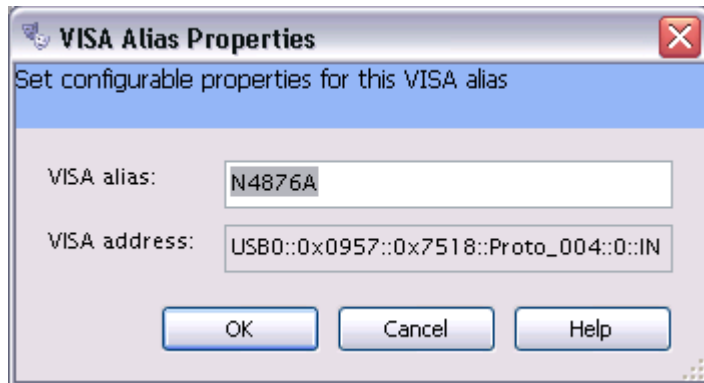 VISA Alias Properties
Set configurable properties for this VISA alias
VISA alias: N4876A
VISA address: USB0::0x0957::0x7518::Proto_004::0::IN
OK Cancel Help